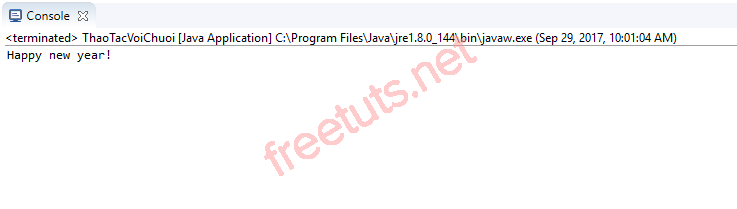 Console
<terminated> ThaoTacVoiChuoi [Java Application] C:\Program Files\Java\jre1.8.0_144\bin\javaw.exe (Sep 29, 2017, 10:01:04 AM)
Happy new year!
freetuts.net